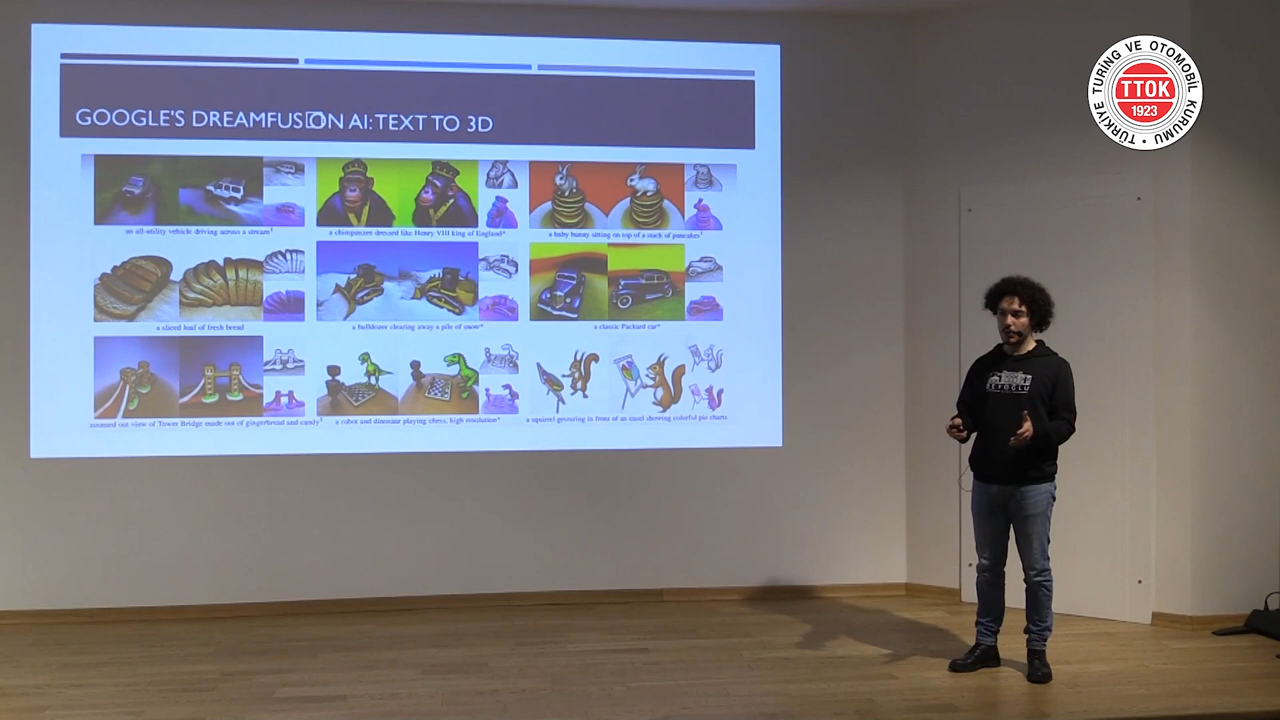 GOOGLE'S DREAMFUSION AI: TEXT TO 3D
an all-utility vehicle driving across a stream†
a chimpanzee dressed like Henry VIII king of England*
a baby bunny sitting on top of a stack of pancakes†
a sliced loaf of fresh bread
a bulldozer clearing away a pile of snow*
a classic Packard car*
zoomed out view of Tower Bridge made out of gingerbread and candy†
a robot and dinosaur playing chess, high resolution*
a squirrel gesturing in front of an easel showing colorful pie charts
TÜRKİYE TURING VE OTOMOBİL KURUMU
TTOK
1923
BEYOĞLU